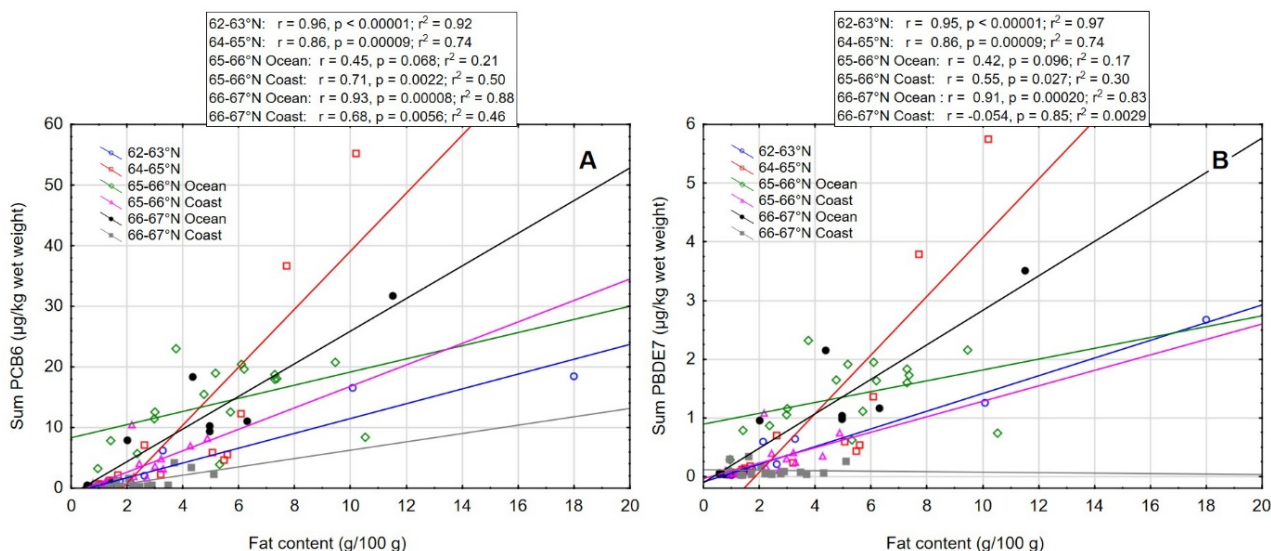 62-63°N: r = 0.96, p < 0.00001; r² = 0.92
64-65°N: r = 0.86, p = 0.00009; r² = 0.74
65-66°N Ocean: r = 0.45, p = 0.068; r² = 0.21
65-66°N Coast: r = 0.71, p = 0.0022; r² = 0.50
66-67°N Ocean: r = 0.93, p = 0.00008; r² = 0.88
66-67°N Coast: r = 0.68, p = 0.0056; r² = 0.46
60
50
40
30
20
10
0
Sum PCB6 (µg/kg wet weight)
62-63°N
64-65°N
65-66°N Ocean
65-66°N Coast
66-67°N Ocean
66-67°N Coast
A
0 2 4 6 8 10 12 14 16 18 20
Fat content (g/100 g)
62-63°N: r = 0.95, p < 0.00001; r² = 0.97
64-65°N: r = 0.86, p = 0.00009; r² = 0.74
65-66°N Ocean: r = 0.42, p = 0.096; r² = 0.17
65-66°N Coast: r = 0.55, p = 0.027; r² = 0.30
66-67°N Ocean : r = 0.91, p = 0.00020; r² = 0.83
66-67°N Coast: r = -0.054, p = 0.85; r² = 0.0029
6
5
4
3
2
1
0
Sum PBDE7 (µg/kg wet weight)
62-63°N
64-65°N
65-66°N Ocean
65-66°N Coast
66-67°N Ocean
66-67°N Coast
B
0 2 4 6 8 10 12 14 16 18 20
Fat content (g/100 g)